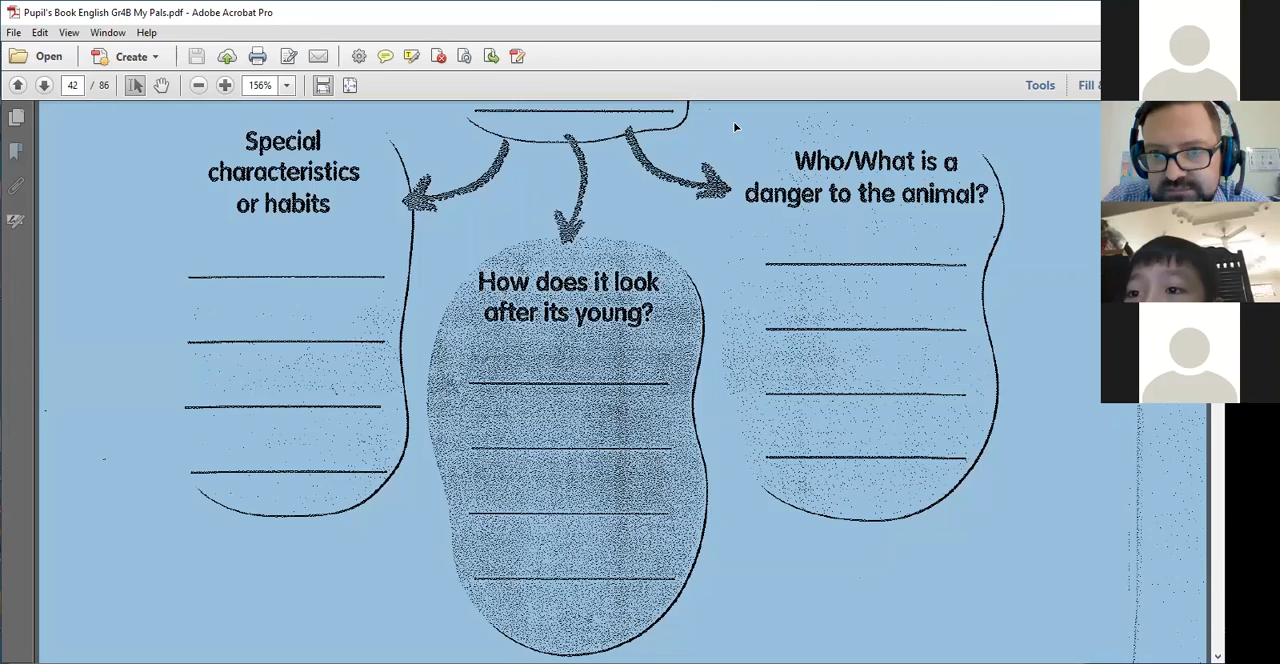 Pupil's Book English Gr4B My Pals.pdf - Adobe Acrobat Pro
File Edit View Window Help
Open Create
42 / 86 156% Tools Fill &
Special
characteristics
or habits
Who/What is a
danger to the animal?
How does it look
after its young?